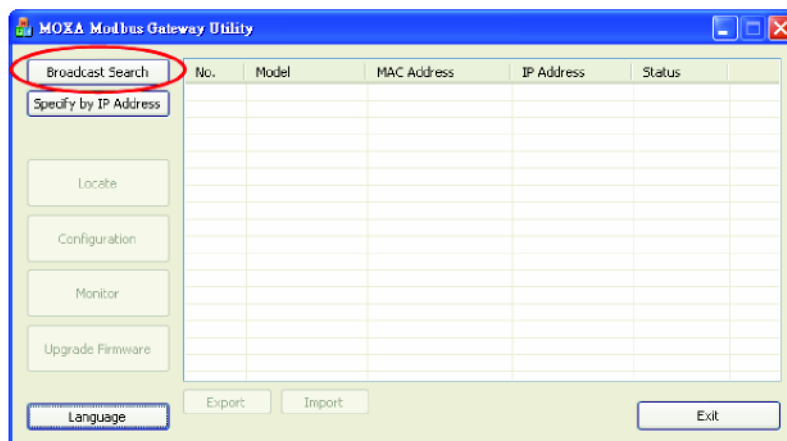 MOXA Modbus Gateway Utility
Broadcast Search
Specify by IP Address
No. Model MAC Address IP Address Status
Locate
Configuration
Monitor
Upgrade Firmware
Export Import
Language
Exit